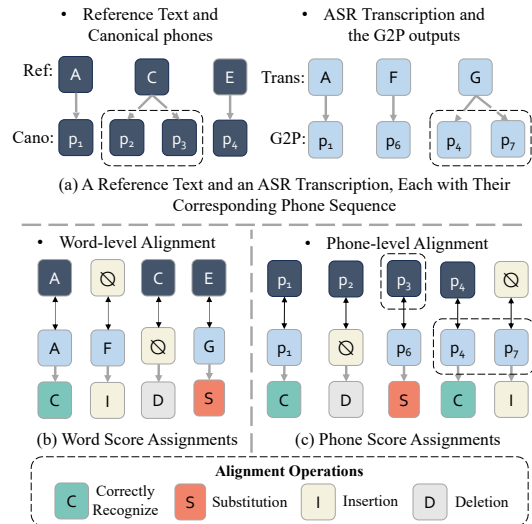 • Reference Text and Canonical phones
• ASR Transcription and the G2P outputs
Ref: A C E
Trans: A F G
Cano: p₁ p₂ p₃ p₄
G2P: p₁ p₆ p₄ p₇
(a) A Reference Text and an ASR Transcription, Each with Their
Corresponding Phone Sequence
• Word-level Alignment
A ∅ C E
A F ∅ G
C I D S
(b) Word Score Assignments
• Phone-level Alignment
p₁ p₂ p₃ p₄ ∅
p₁ ∅ p₆ p₄ p₇
C D S C I
(c) Phone Score Assignments
Alignment Operations
C Correctly Recognize
S Substitution
I Insertion
D Deletion